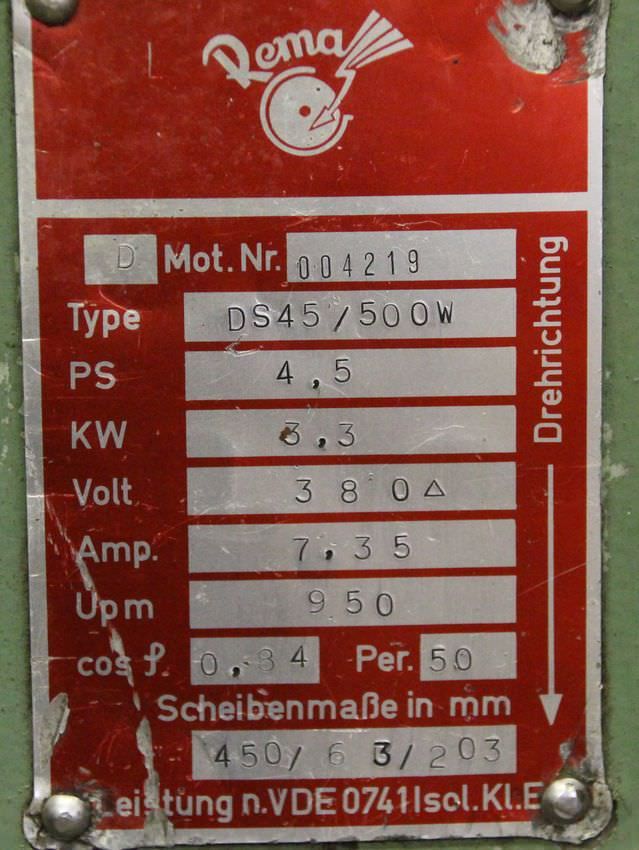 Rema
D Mot.Nr. 004219
Type DS45/500W
PS 4,5
KW 3,3
Volt 380△
Amp. 7,35
Upm 950
cos φ. 0,84 Per. 50
Scheibenmaße in mm
450/63/203
Leistung n.VDE 0741 Isol.Kl.E
Drehrichtung